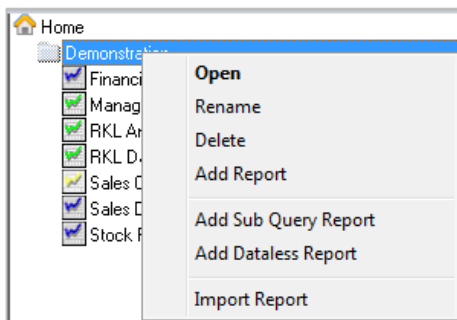 Home
Demonstration
Financi
Open
Manag
Rename
RKL Ar
Delete
RKL D
Add Report
Sales
Sales
Add Sub Query Report
Stock
Add Dataless Report
Import Report